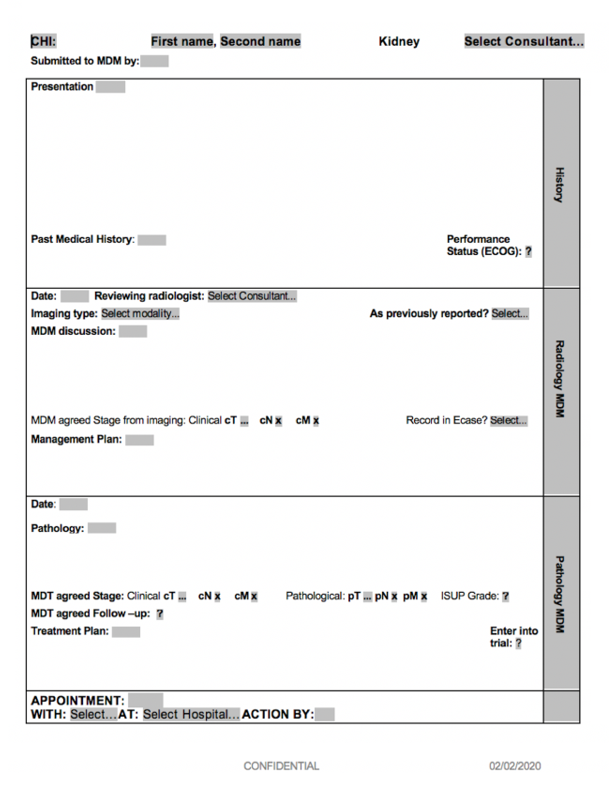 CHI: First name, Second name Kidney Select Consultant...
Submitted to MDM by:
Presentation
History
Past Medical History: Performance
Status (ECOG): ?
Date: Reviewing radiologist: Select Consultant...
Imaging type: Select modality... As previously reported? Select...
MDM discussion:
Radiology MDM
MDM agreed Stage from imaging: Clinical cT ... cN x cM x Record in Ecase? Select...
Management Plan:
Date:
Pathology:
Pathology MDM
MDT agreed Stage: Clinical cT ... cN x cM x Pathological: pT ... pN x pM x ISUP Grade: ?
MDT agreed Follow –up: ?
Treatment Plan: Enter into
trial: ?
APPOINTMENT:
WITH: Select...AT: Select Hospital... ACTION BY:
CONFIDENTIAL 02/02/2020